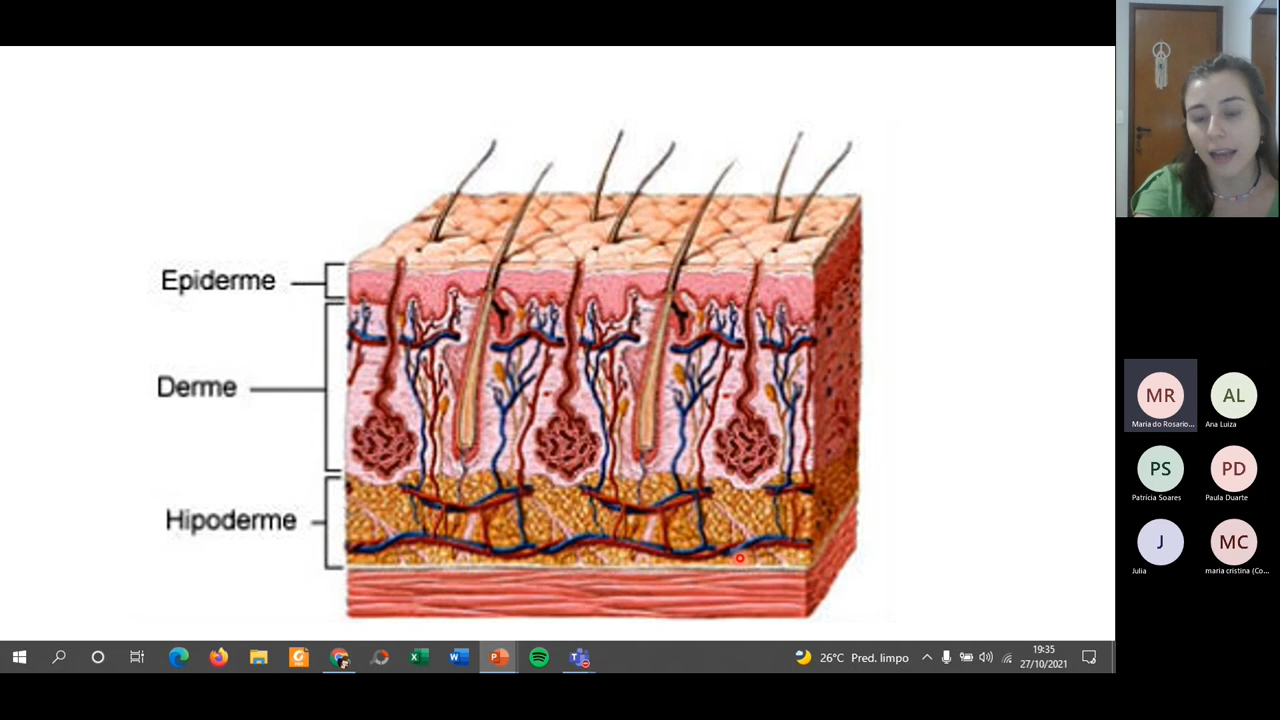 Epiderme
Derme
Hipoderme
MR
Maria do Rosario...
AL
Ana Luiza
PS
Patrícia Soares
PD
Paula Duarte
J
Julia
MC
maria cristina (Co...
26°C Pred. limpo
19:35
27/10/2021